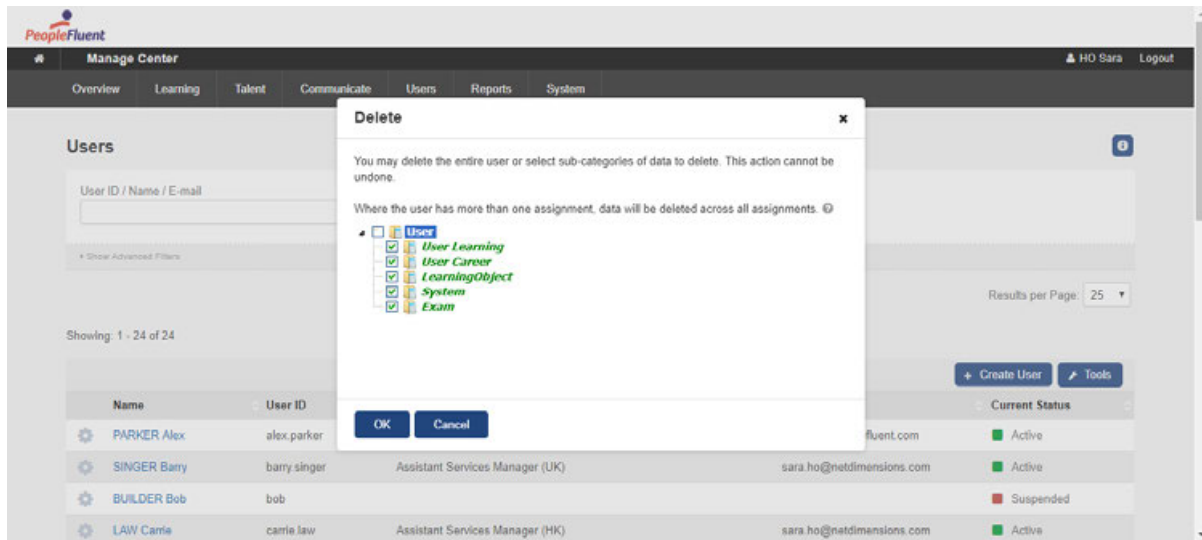 PeopleFluent
Manage Center
HO Sara Logout
Overview Learning Talent Communicate Users Reports System
Delete
Users
You may delete the entire user or select sub-categories of data to delete. This action cannot be
undone.
User ID / Name / E-mail
Where the user has more than one assignment, data will be deleted across all assignments.
User
User Learning
Show Advanced Filters
User Career
LearningObject
System
Exam
Results per Page: 25
Showing: 1 - 24 of 24
+ Create User Tools
OK Cancel
Name User ID Current Status
PARKER Alex alex.parker fluent.com Active
SINGER Barry barry.singer Assistant Services Manager (UK) sara.ho@netdimensions.com Active
BUILDER Bob bob Suspended
LAW Carrie carrie.law Assistant Services Manager (HK) sara.ho@netdimensions.com Active